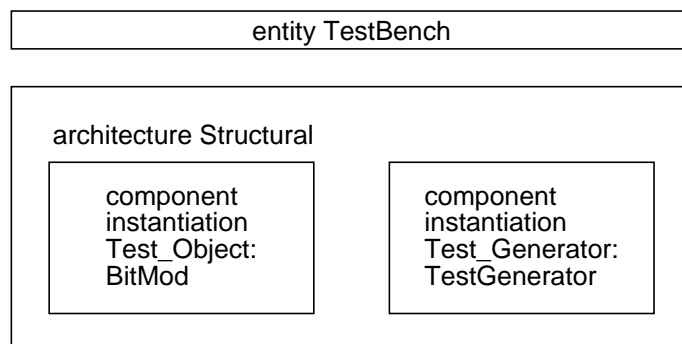 entity TestBench
architecture Structural
component
instantiation
Test_Object:
BitMod
component
instantiation
Test_Generator:
TestGenerator